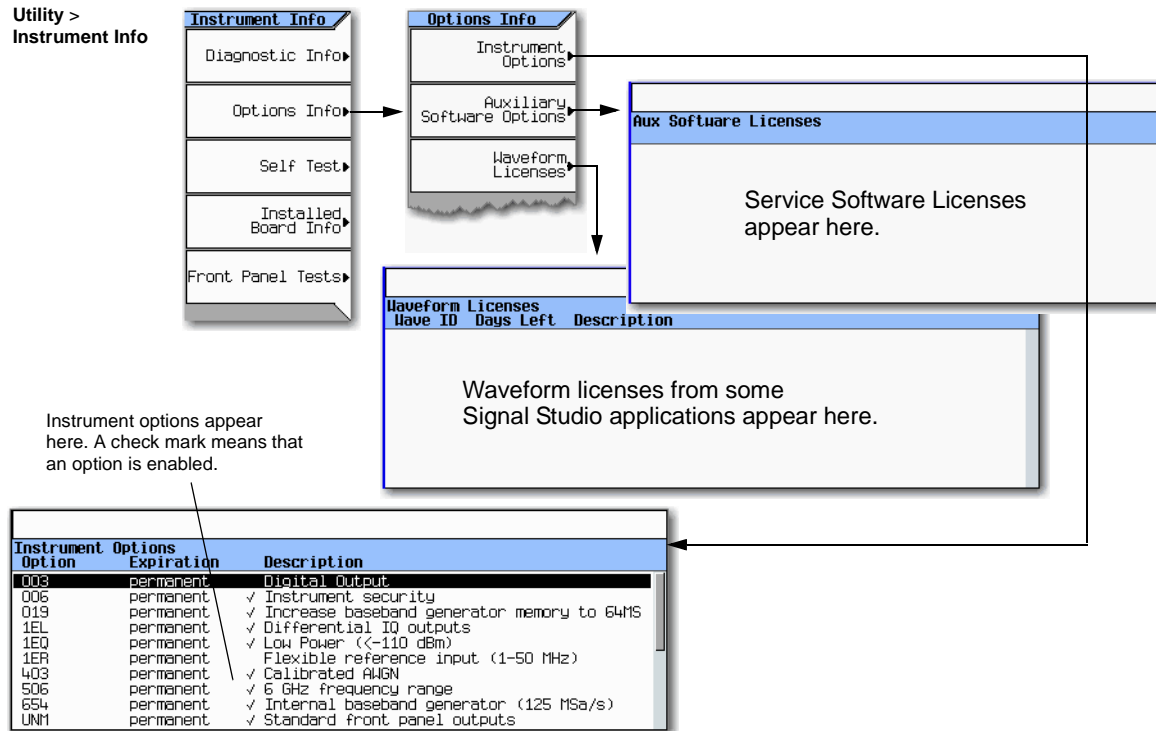 Utility >
Instrument Info
Instrument Info
Diagnostic Info
Options Info
Self Test
Installed
Board Info
Front Panel Tests
Options Info
Instrument
Options
Auxiliary
Software Options
Waveform
Licenses
Aux Software Licenses
Service Software Licenses
appear here.
Waveform Licenses
Wave ID Days Left Description
Waveform licenses from some
Signal Studio applications appear here.
Instrument options appear
here. A check mark means that
an option is enabled.
Instrument Options
Option Expiration Description
003 permanent Digital Output
006 permanent ✓ Instrument security
019 permanent ✓ Increase baseband generator memory to 64MS
1EL permanent ✓ Differential IQ outputs
1EQ permanent ✓ Low Power (<-110 dBm)
1ER permanent Flexible reference input (1-50 MHz)
403 permanent ✓ Calibrated AWGN
506 permanent ✓ 6 GHz frequency range
654 permanent ✓ Internal baseband generator (125 MSa/s)
UNM permanent ✓ Standard front panel outputs